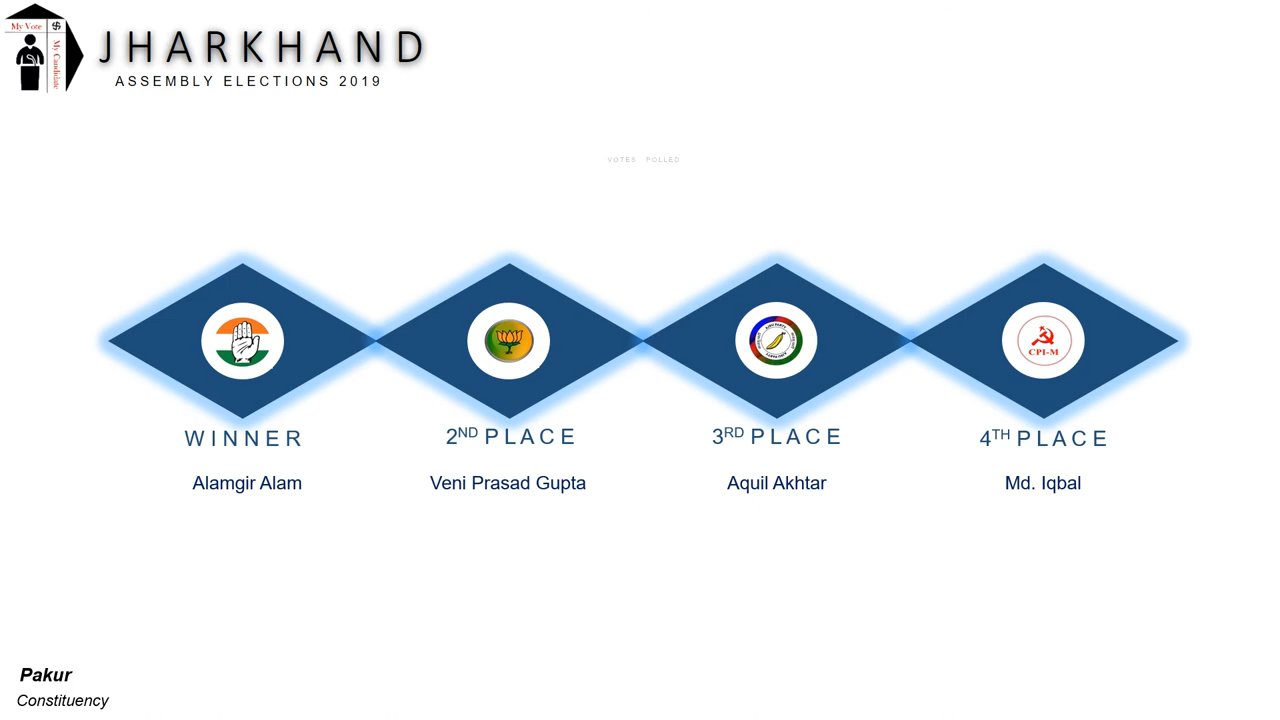 My Vote
My Candidate
JHARKHAND
ASSEMBLY ELECTIONS 2019
VOTES POLLED
CPI-M
WINNER
2ND PLACE
3RD PLACE
4TH PLACE
Alamgir Alam
Veni Prasad Gupta
Aquil Akhtar
Md. Iqbal
Pakur
Constituency